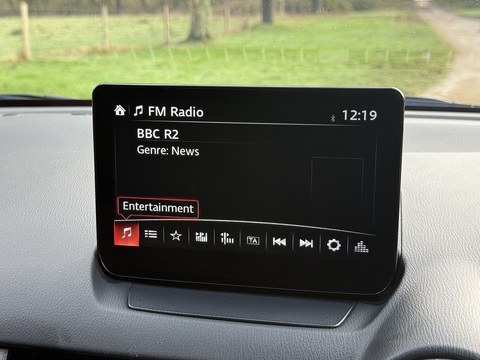 FM Radio 12:19
BBC R2
Genre: News
Entertainment
TA